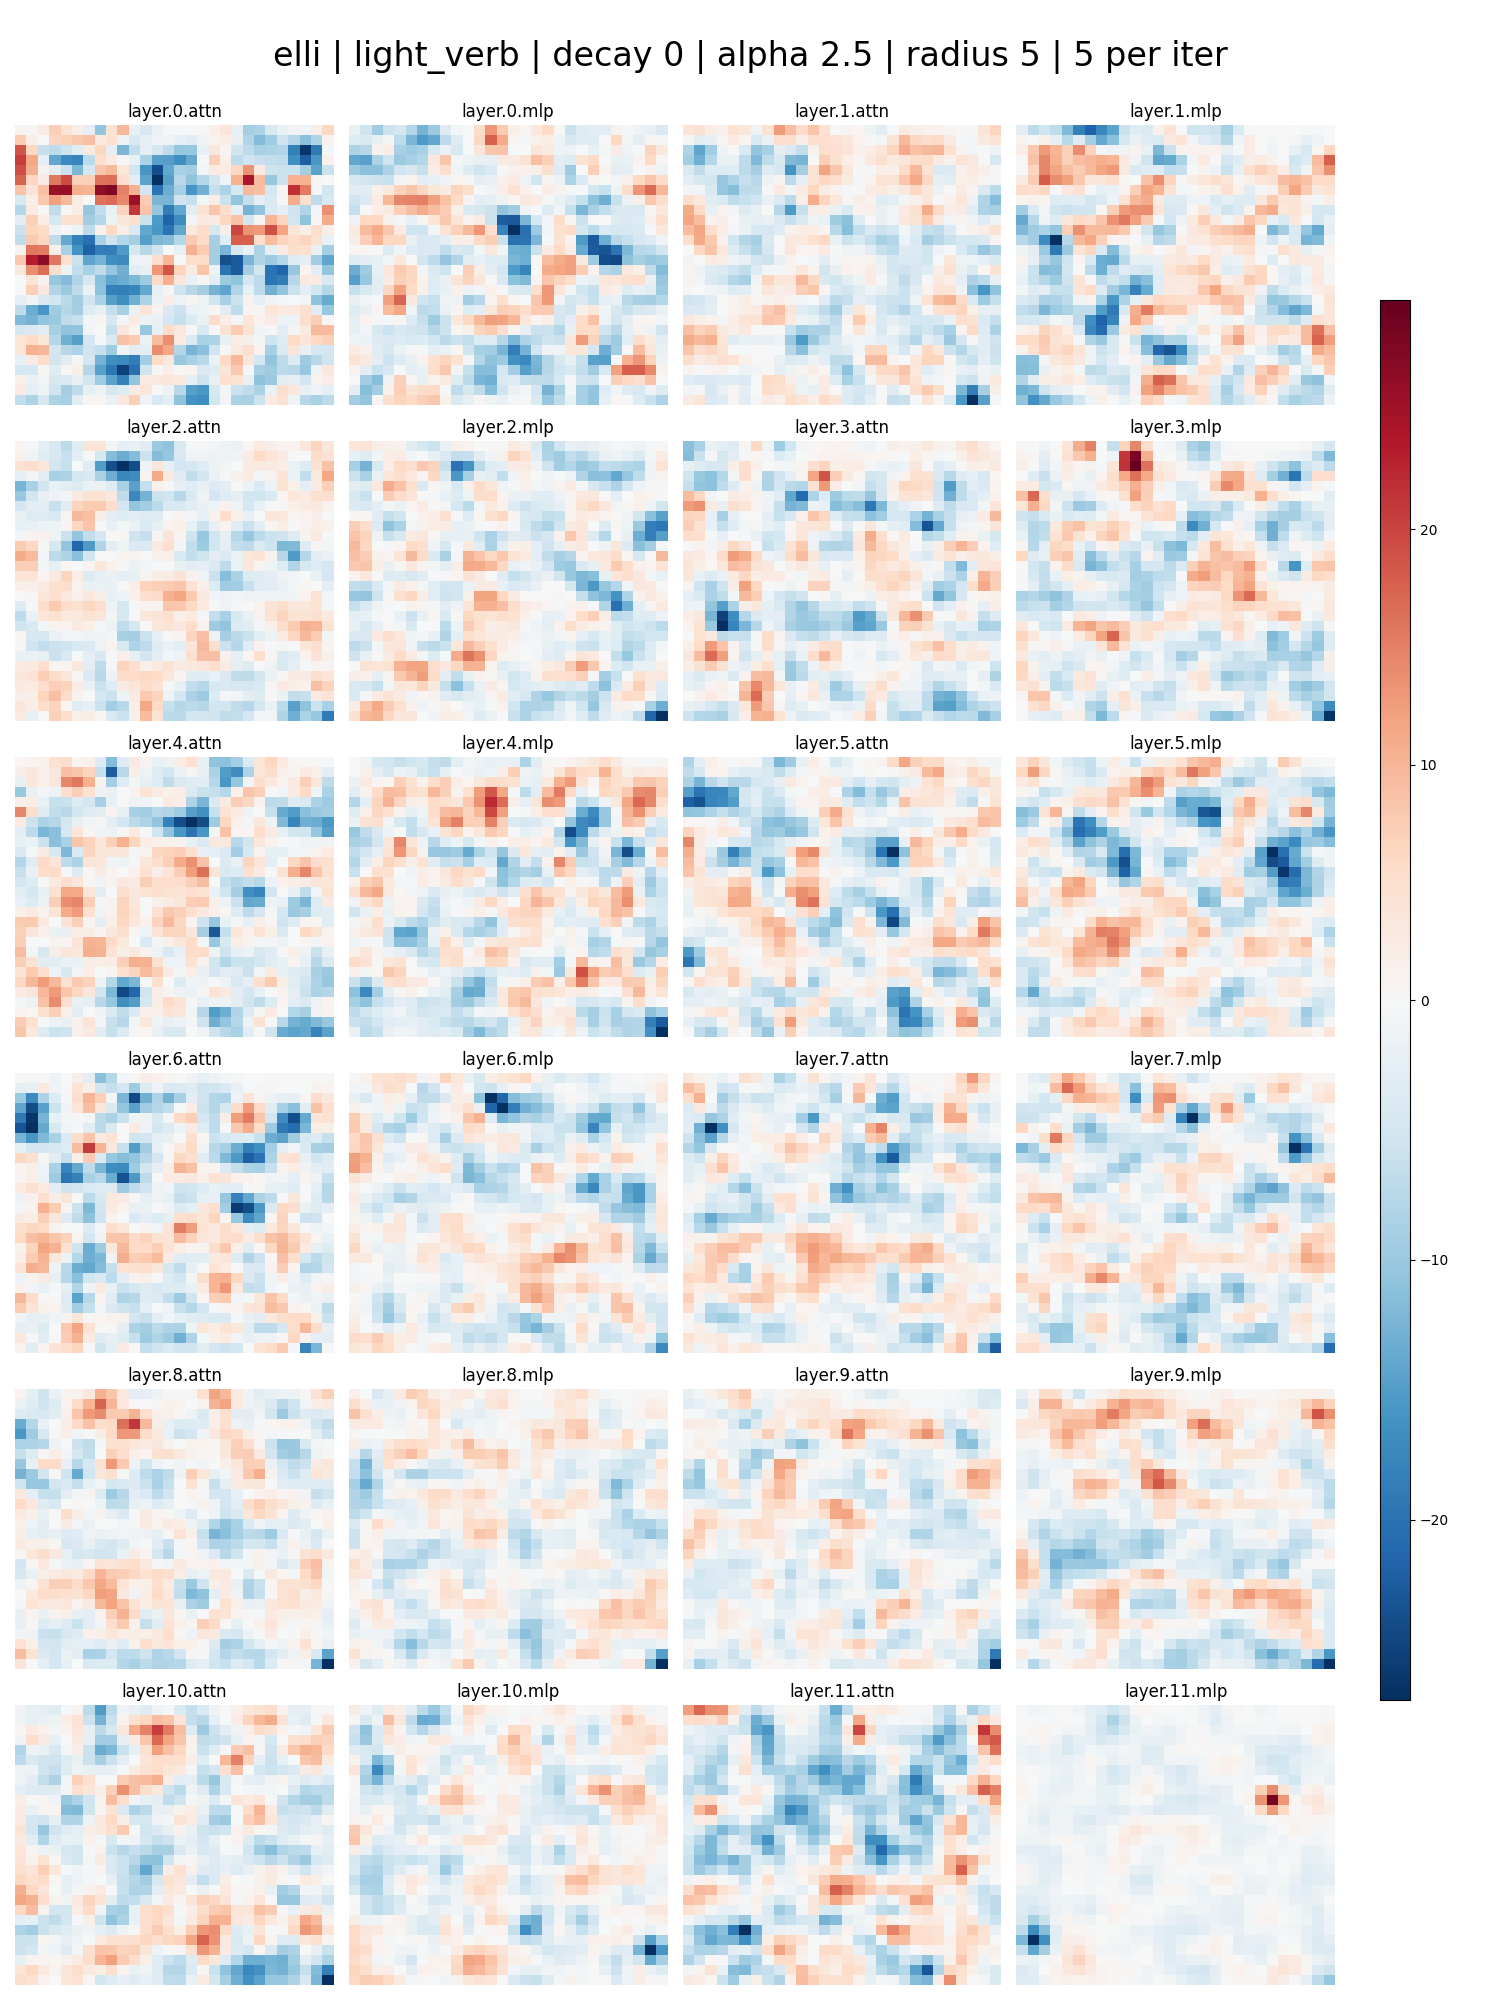 elli | light_verb | decay 0 | alpha 2.5 | radius 5 | 5 per iter
layer.0.attn
layer.0.mlp
layer.1.attn
layer.1.mlp
layer.2.attn
layer.2.mlp
layer.3.attn
layer.3.mlp
layer.4.attn
layer.4.mlp
layer.5.attn
layer.5.mlp
layer.6.attn
layer.6.mlp
layer.7.attn
layer.7.mlp
layer.8.attn
layer.8.mlp
layer.9.attn
layer.9.mlp
layer.10.attn
layer.10.mlp
layer.11.attn
layer.11.mlp
20
10
0
−10
−20